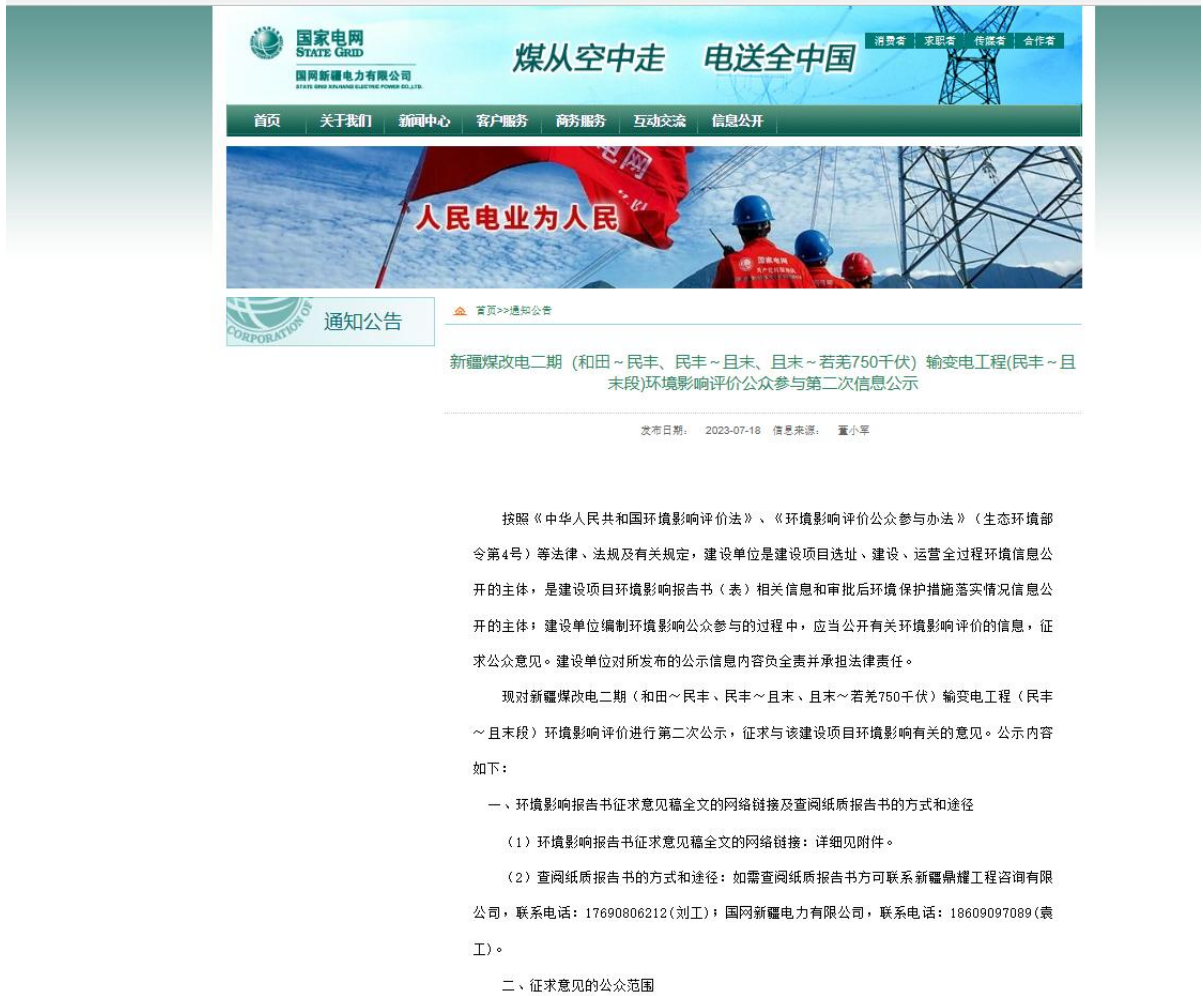 国家电网
STATE GRID
国网新疆电力有限公司
STATE GRID XINJIANG ELECTRIC POWER CO.,LTD.
煤从空中走 电送全中国
消费者 求职者 传媒者 合作者
首页 关于我们 新闻中心 客户服务 商务服务 互动交流 信息公开
人民电业为人民
国家电网
CORPORATION OF
通知公告
首页>>通知公告
新疆煤改电二期（和田～民丰、民丰～且末、且末～若羌750千伏）输变电工程(民丰～且
末段)环境影响评价公众参与第二次信息公示
发布日期： 2023-07-18 信息来源： 董小军
按照《中华人民共和国环境影响评价法》、《环境影响评价公众参与办法》（生态环境部
令第4号）等法律、法规及有关规定，建设单位是建设项目选址、建设、运营全过程环境信息公
开的主体，是建设项目环境影响报告书（表）相关信息和审批后环境保护措施落实情况信息公
开的主体；建设单位编制环境影响公众参与的过程中，应当公开有关环境影响评价的信息，征
求公众意见。建设单位对所发布的公示信息内容负全责并承担法律责任。
现对新疆煤改电二期（和田～民丰、民丰～且末、且末～若羌750千伏）输变电工程（民丰
～且末段）环境影响评价进行第二次公示，征求与该建设项目环境影响有关的意见。公示内容
如下：
一、环境影响报告书征求意见稿全文的网络链接及查阅纸质报告书的方式和途径
（1）环境影响报告书征求意见稿全文的网络链接：详细见附件。
（2）查阅纸质报告书的方式和途径：如需查阅纸质报告书方可联系新疆鼎耀工程咨询有限
公司，联系电话：17690806212(刘工)；国网新疆电力有限公司，联系电话：18609097089(袁
工)。
二、征求意见的公众范围